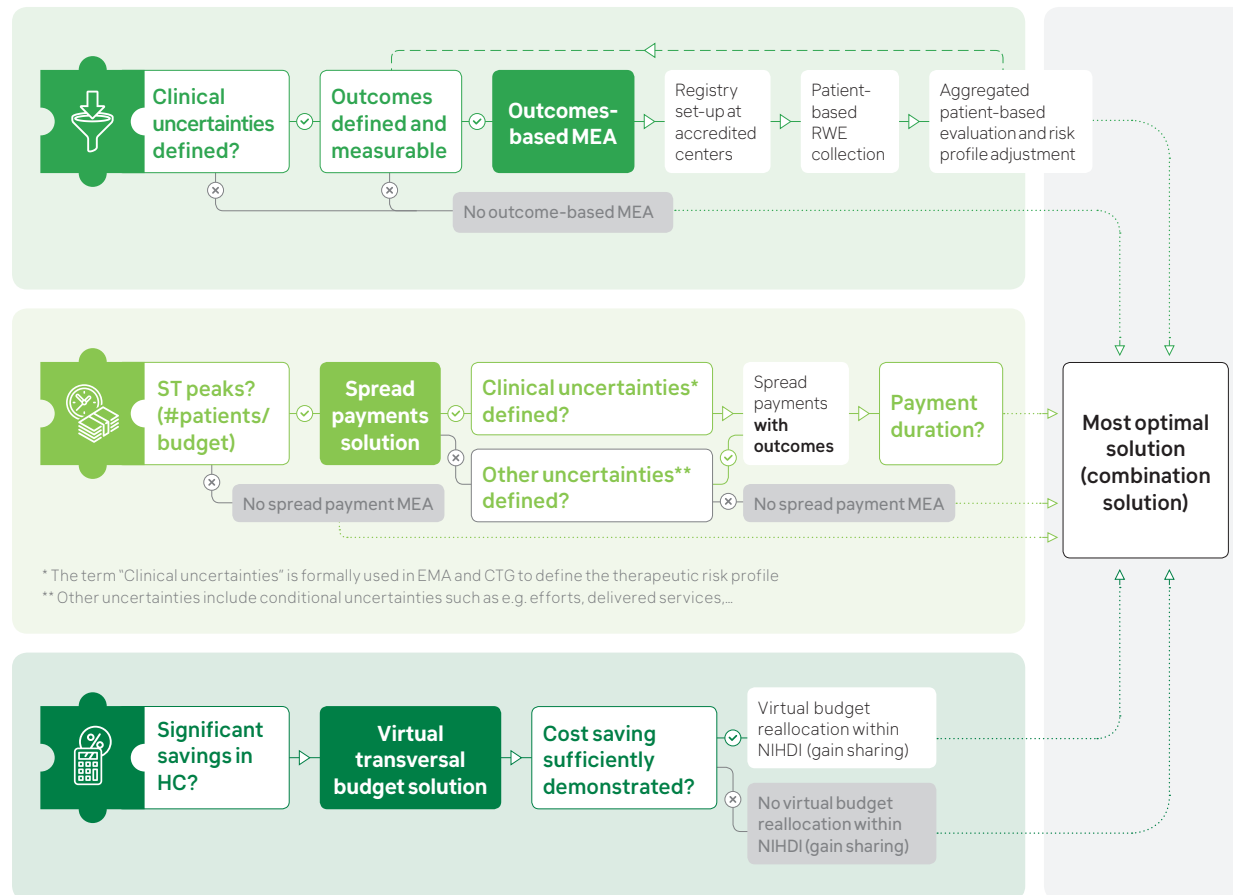 Clinical
uncertainties
defined?
Outcomes
defined and
measurable
Outcomes-
based MEA
Registry
set-up at
accredited
centers
Patient-
based
RWE
collection
Aggregated
patient-based
evaluation and risk
profile adjustment
No outcome-based MEA
ST peaks?
(#patients/
budget)
Spread
payments
solution
Clinical uncertainties*
defined?
Other uncertainties**
defined?
Spread
payments
with
outcomes
Payment
duration?
No spread payment MEA
No spread payment MEA
Most optimal
solution
(combination
solution)
* The term "Clinical uncertainties" is formally used in EMA and CTG to define the therapeutic risk profile
** Other uncertainties include conditional uncertainties such as e.g. efforts, delivered services,...
%
Significant
savings in
HC?
Virtual
transversal
budget solution
Cost saving
sufficiently
demonstrated?
Virtual budget
reallocation within
NIHDI (gain sharing)
No virtual budget
reallocation within
NIHDI (gain sharing)